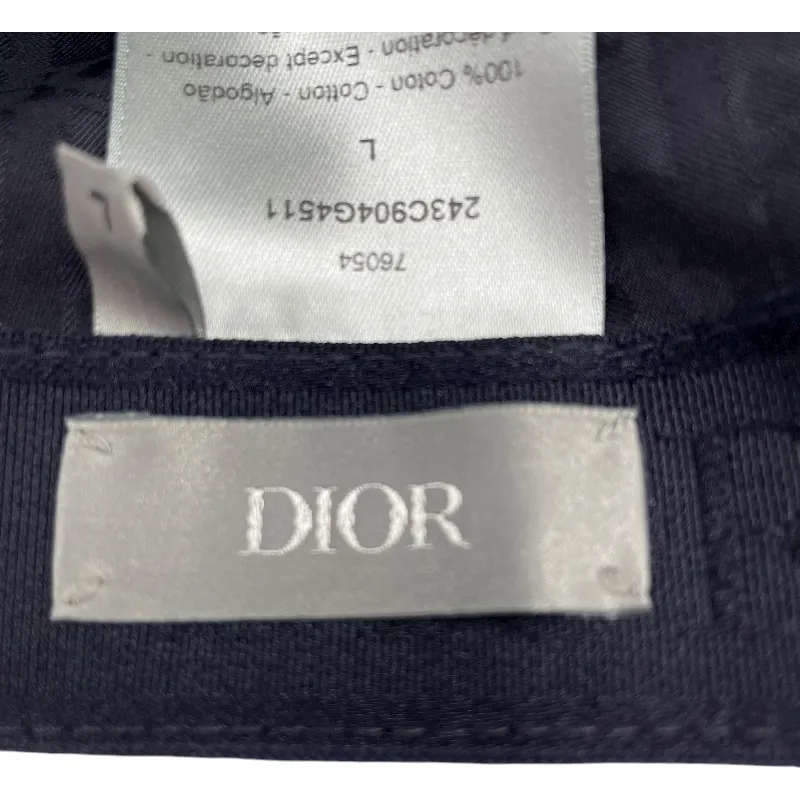 76054
243C904G4511
L
100% Coton - Cotton - Algodão
décoration - Except decoration -
L
DIOR